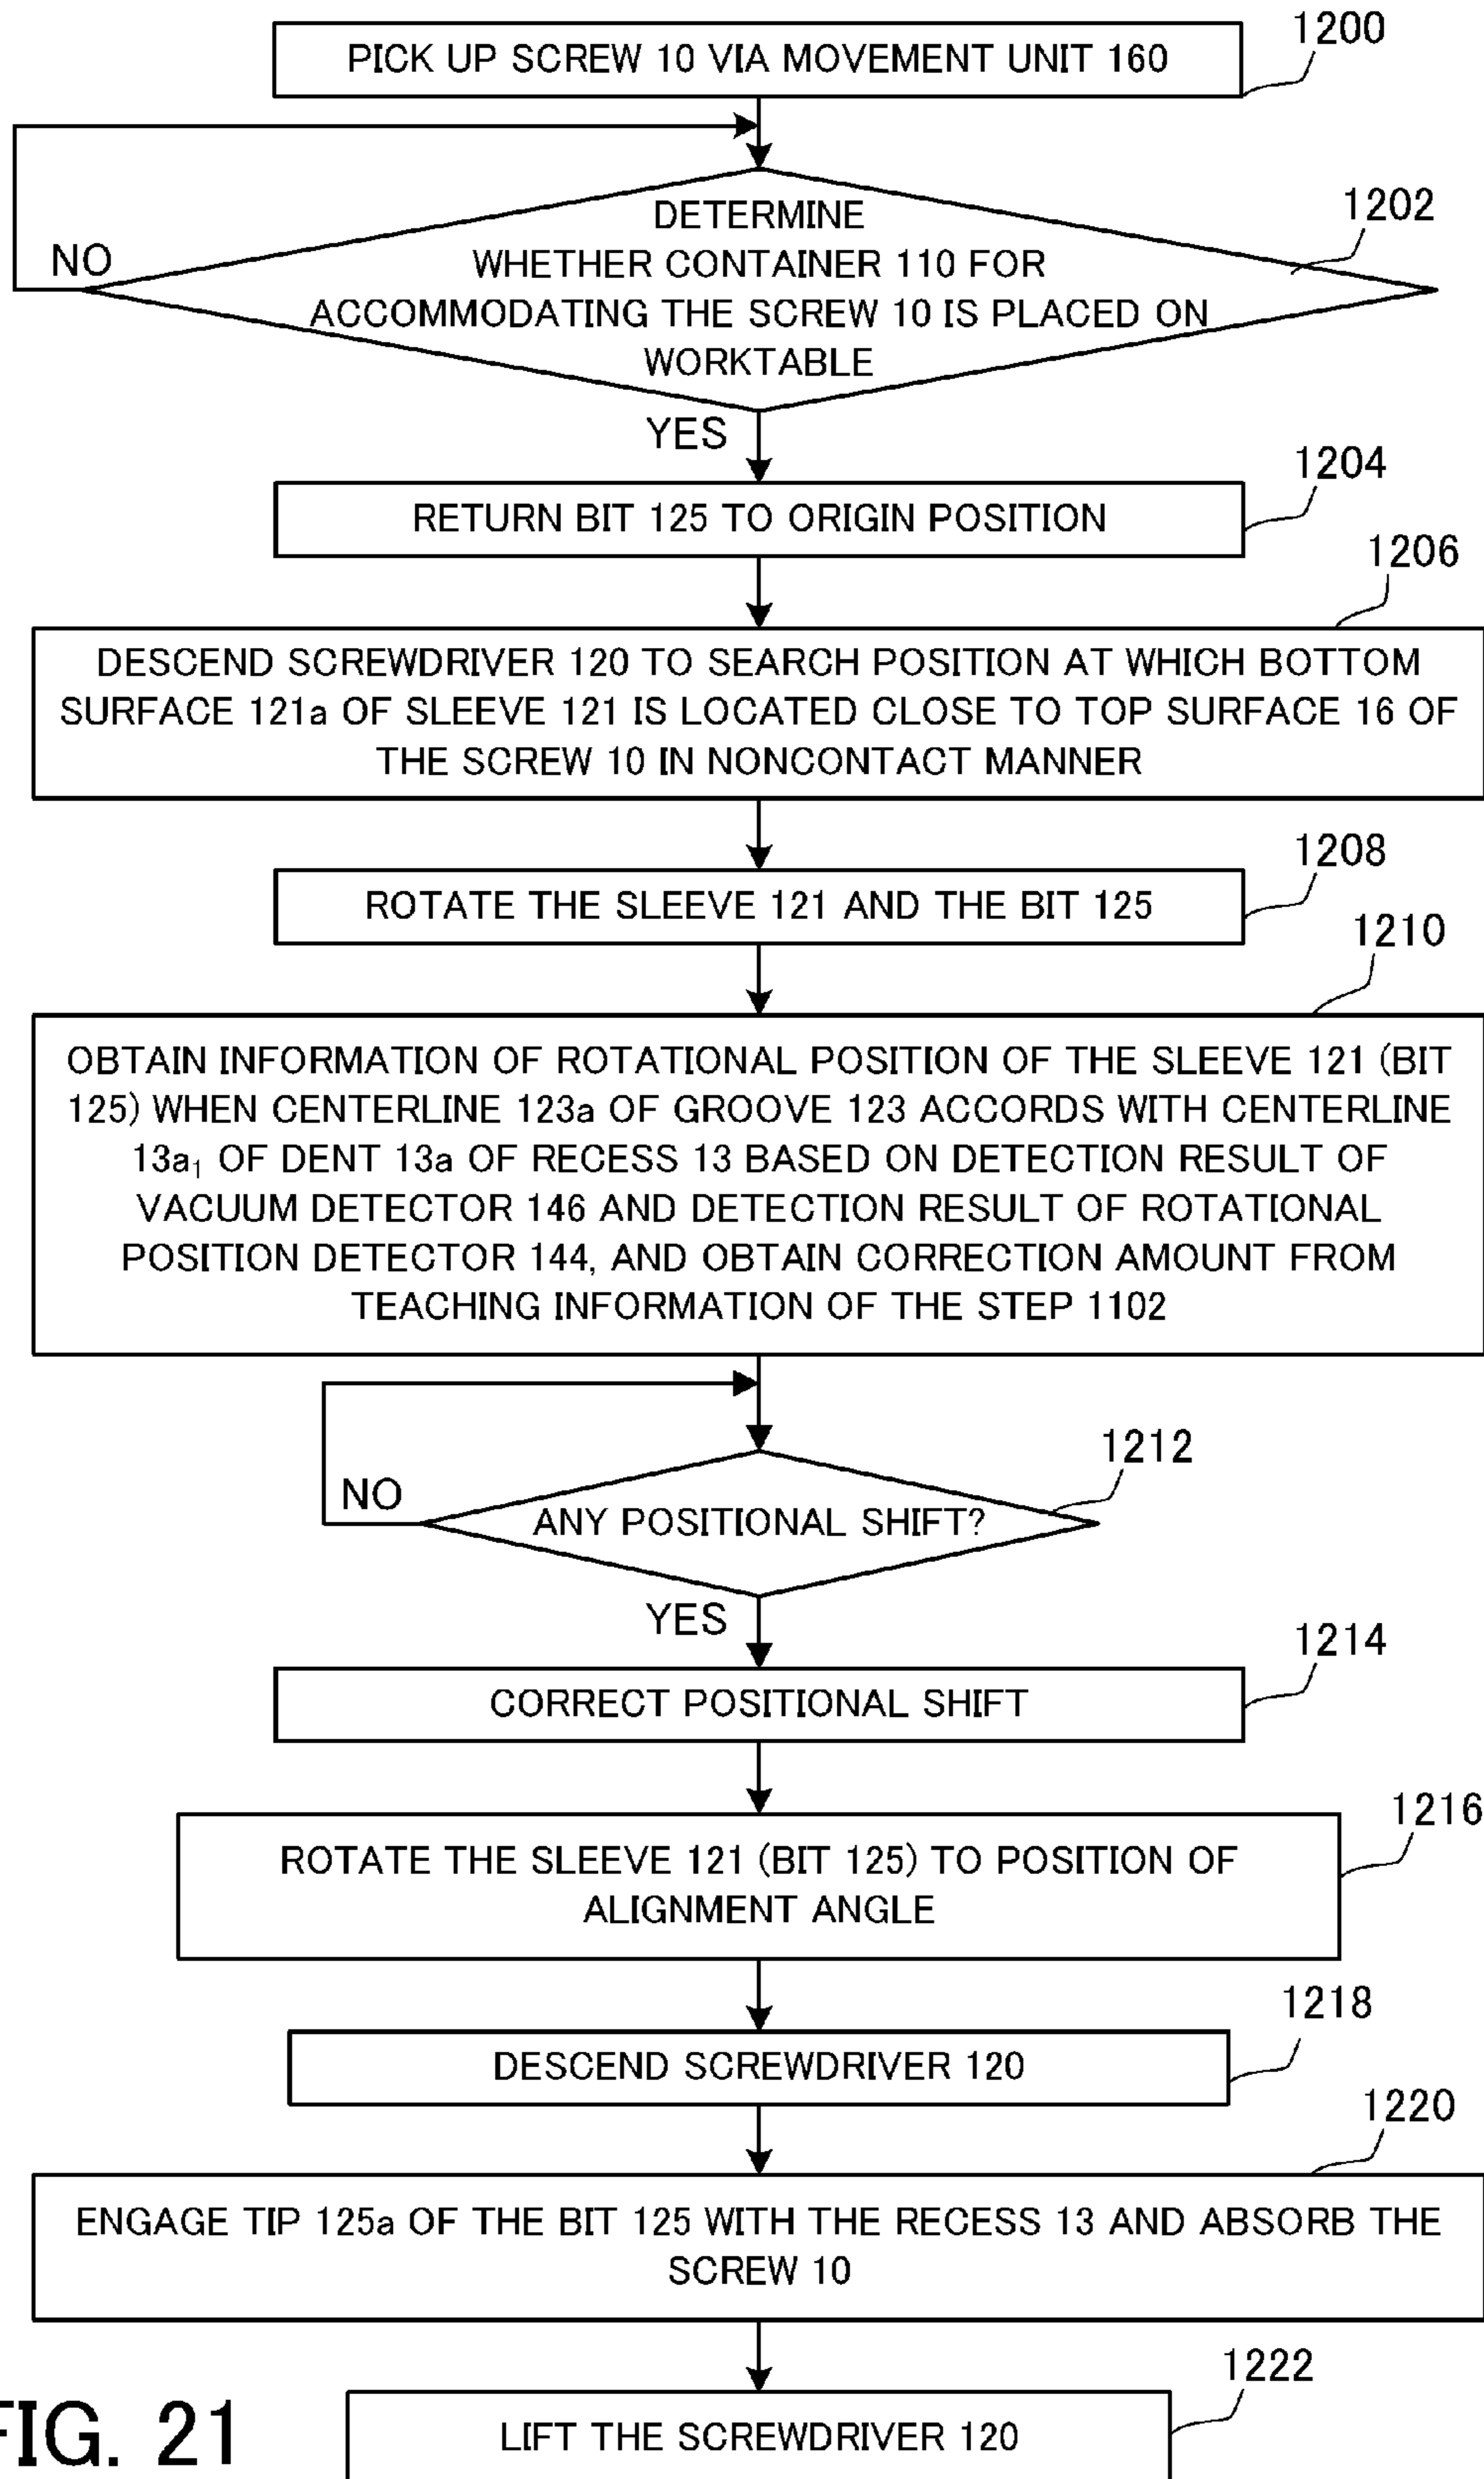 1200
PICK UP SCREW 10 VIA MOVEMENT UNIT 160
1202
DETERMINE
WHETHER CONTAINER 110 FOR
ACCOMMODATING THE SCREW 10 IS PLACED ON
WORKTABLE
NO
YES
1204
RETURN BIT 125 TO ORIGIN POSITION
1206
DESCEND SCREWDRIVER 120 TO SEARCH POSITION AT WHICH BOTTOM
SURFACE 121a OF SLEEVE 121 IS LOCATED CLOSE TO TOP SURFACE 16 OF
THE SCREW 10 IN NONCONTACT MANNER
1208
ROTATE THE SLEEVE 121 AND THE BIT 125
1210
OBTAIN INFORMATION OF ROTATIONAL POSITION OF THE SLEEVE 121 (BIT
125) WHEN CENTERLINE 123a OF GROOVE 123 ACCORDS WITH CENTERLINE
13a₁ OF DENT 13a OF RECESS 13 BASED ON DETECTION RESULT OF
VACUUM DETECTOR 146 AND DETECTION RESULT OF ROTATIONAL
POSITION DETECTOR 144, AND OBTAIN CORRECTION AMOUNT FROM
TEACHING INFORMATION OF THE STEP 1102
1212
NO
ANY POSITIONAL SHIFT?
YES
1214
CORRECT POSITIONAL SHIFT
1216
ROTATE THE SLEEVE 121 (BIT 125) TO POSITION OF
ALIGNMENT ANGLE
1218
DESCEND SCREWDRIVER 120
1220
ENGAGE TIP 125a OF THE BIT 125 WITH THE RECESS 13 AND ABSORB THE
SCREW 10
1222
LIFT THE SCREWDRIVER 120
FIG. 21